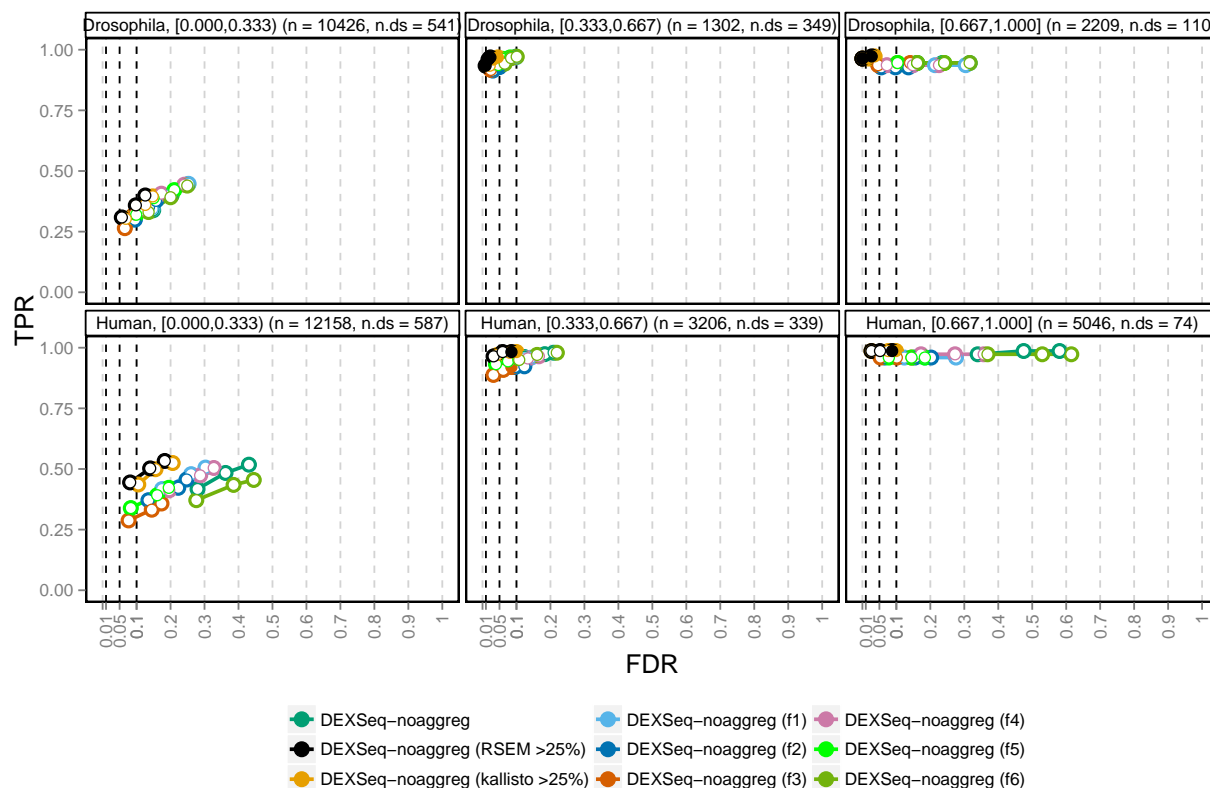 Drosophila, [0.000,0.333) (n = 10426, n.ds = 541)
Drosophila, [0.333,0.667) (n = 1302, n.ds = 349)
Drosophila, [0.667,1.000] (n = 2209, n.ds = 110
1.00
0.75
0.50
0.25
0.00
Human, [0.000,0.333) (n = 12158, n.ds = 587)
Human, [0.333,0.667) (n = 3206, n.ds = 339)
Human, [0.667,1.000] (n = 5046, n.ds = 74)
1.00
0.75
0.50
0.25
0.00
TPR
0.01 0.05 0.1 0.2 0.3 0.4 0.5 0.6 0.7 0.8 0.9 1
0.01 0.05 0.1 0.2 0.3 0.4 0.5 0.6 0.7 0.8 0.9 1
0.01 0.05 0.1 0.2 0.3 0.4 0.5 0.6 0.7 0.8 0.9 1
FDR
DEXSeq−noaggreg
DEXSeq−noaggreg (f1)
DEXSeq−noaggreg (f4)
DEXSeq−noaggreg (RSEM >25%)
DEXSeq−noaggreg (f2)
DEXSeq−noaggreg (f5)
DEXSeq−noaggreg (kallisto >25%)
DEXSeq−noaggreg (f3)
DEXSeq−noaggreg (f6)